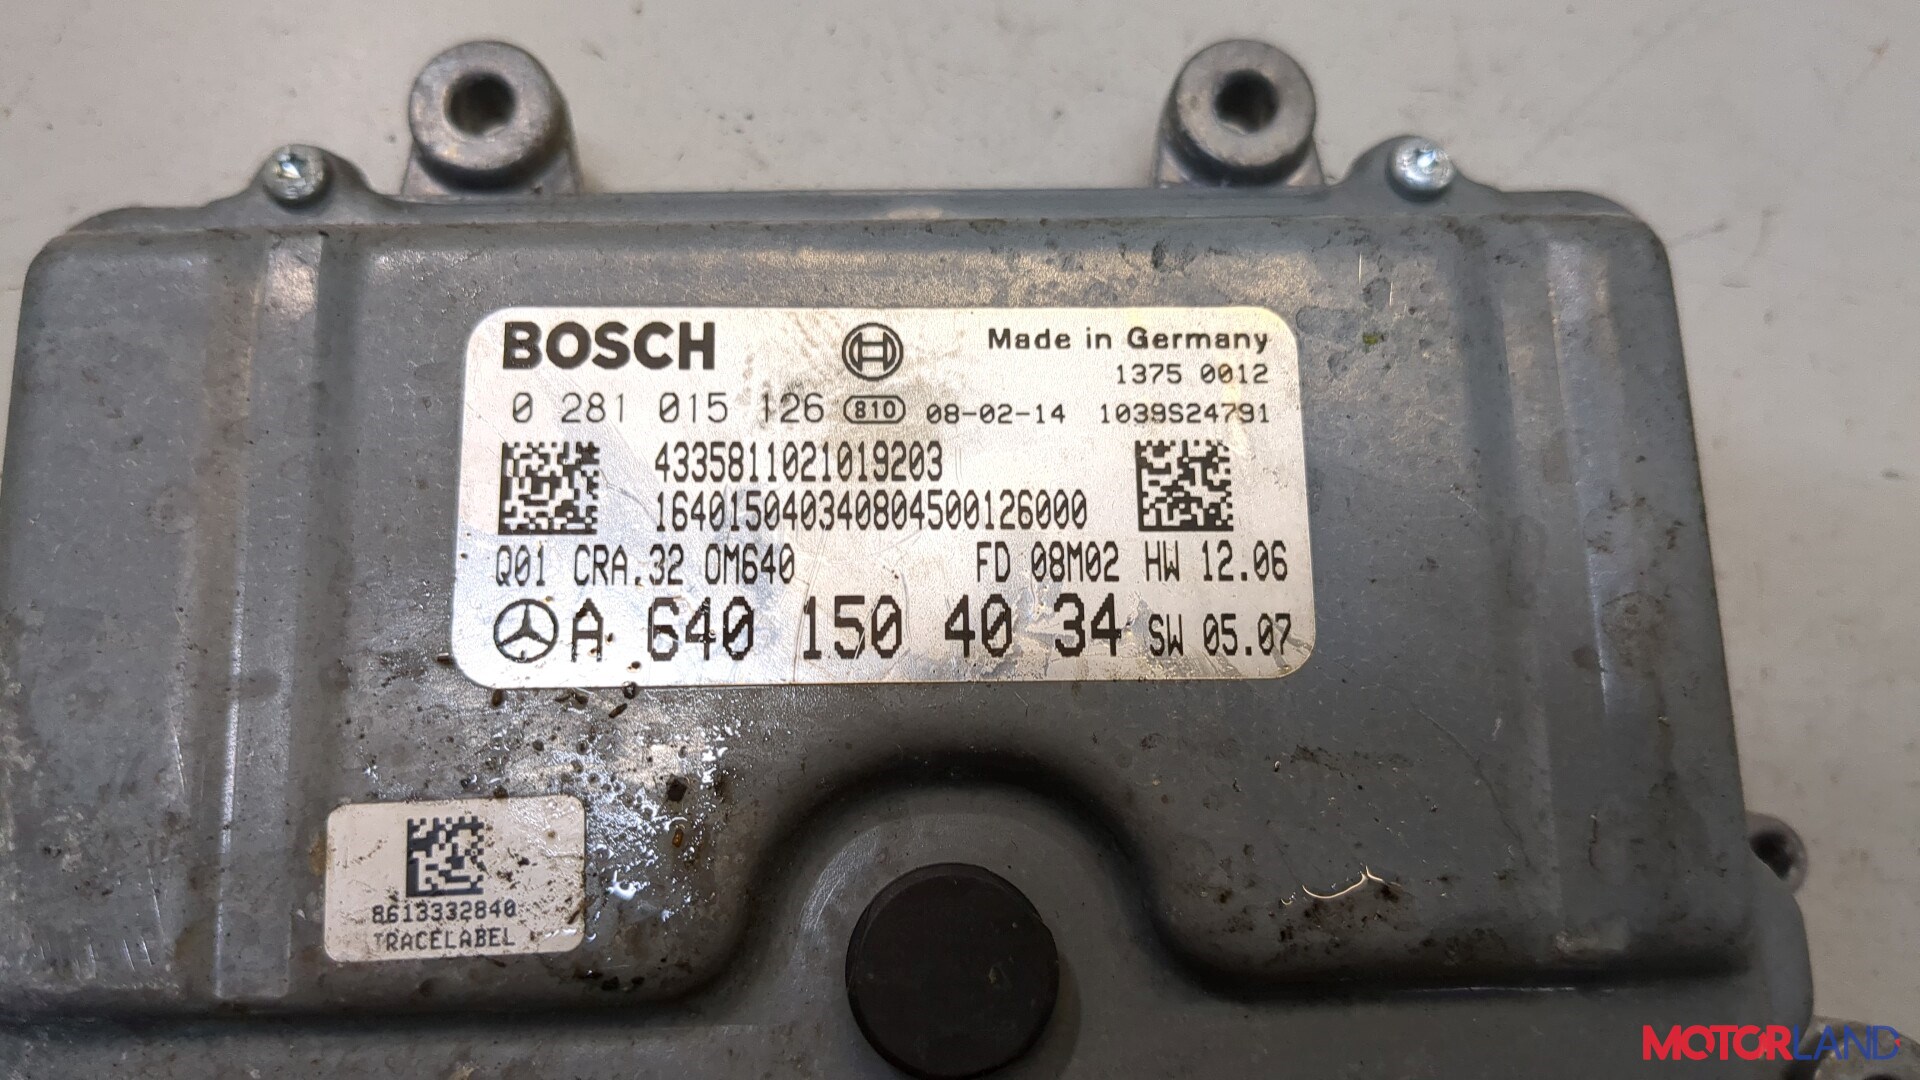 BOSCH
Made in Germany
1375 0012
0 281 015 126 810 08-02-14 1039S24791
4335811021019203
164015040340804500126000
Q01 CRA.32 OM640 FD 08M02 HW 12.06
A 640 150 40 34 SW 05.07
8613332840
TRACELABEL
MOTORLAND